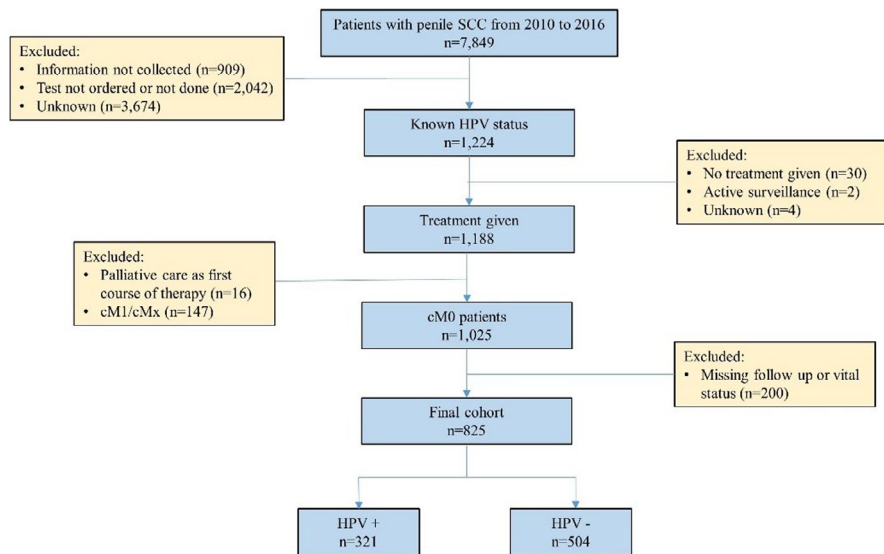 Patients with penile SCC from 2010 to 2016
n=7,849
Excluded:
• Information not collected (n=909)
• Test not ordered or not done (n=2,042)
• Unknown (n=3,674)
Known HPV status
n=1,224
Excluded:
• No treatment given (n=30)
• Active surveillance (n=2)
• Unknown (n=4)
Treatment given
n=1,188
Excluded:
• Palliative care as first
course of therapy (n=16)
• cM1/cMx (n=147)
cM0 patients
n=1,025
Excluded:
▪ Missing follow up or vital
status (n=200)
Final cohort
n=825
HPV +
n=321
HPV -
n=504